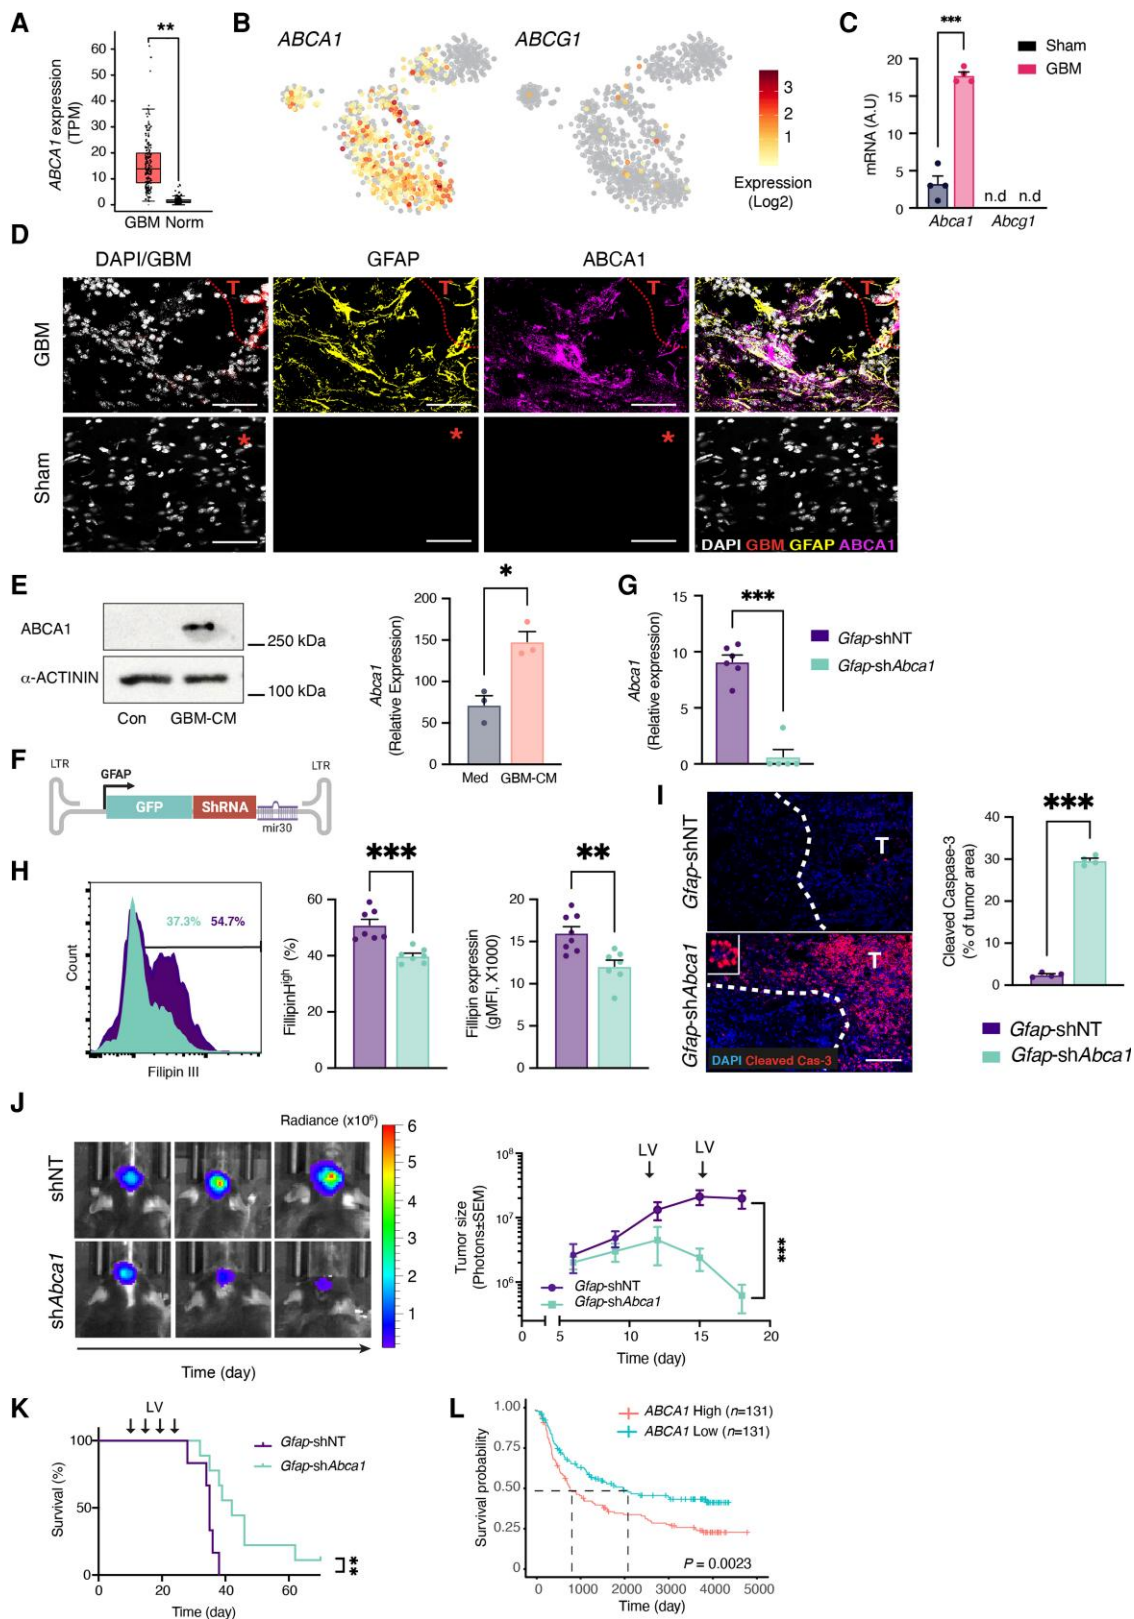 A
ABCA1 expression
(TPM)
60
50
40
30
20
10
0
**
GBM Norm
B
ABCA1
ABCG1
3
2
1
Expression
(Log2)
C
***
Sham
GBM
mRNA (A.U)
20
15
10
5
0
n.d n.d
Abca1 Abcg1
D
DAPI/GBM GFAP ABCA1
GBM
T T T T
Sham
* * * *
DAPI GBM GFAP ABCA1
E
ABCA1
250 kDa
α-ACTININ
100 kDa
Con GBM-CM
*
Abca1
(Relative Expression)
200
150
100
50
0
Med GBM-CM
G
***
Abca1
(Relative expression)
15
10
5
0
Gfap-shNT
Gfap-shAbca1
F
LTR
LTR
GFAP
GFP
ShRNA
mir30
H
37.3% 54.7%
Count
Filipin III
***
FilipinHigh (%)
60
40
20
0
**
Fillipin expressin
(gMFI, X1000)
20
15
10
5
0
I
Gfap-shNT
T
Gfap-shAbca1
T
DAPI Cleaved Cas-3
***
Cleaved Caspase-3
(% of tumor area)
40
30
20
10
0
Gfap-shNT
Gfap-shAbca1
J
Radiance (x10⁶)
6
5
4
3
2
1
shNT
shAbca1
Time (day)
LV LV
Tumor size
(Photons±SEM)
10⁸
10⁷
10⁶
***
Gfap-shNT
Gfap-shAbca1
0 5 10 15 20
Time (day)
K
LV
Survival (%)
100
50
0
Gfap-shNT
Gfap-shAbca1
**
0 20 40 60
Time (day)
L
Survival probability
1.00
0.75
0.50
0.25
0
ABCA1 High (n=131)
ABCA1 Low (n=131)
P = 0.0023
0 1000 2000 3000 4000 5000
Time (day)